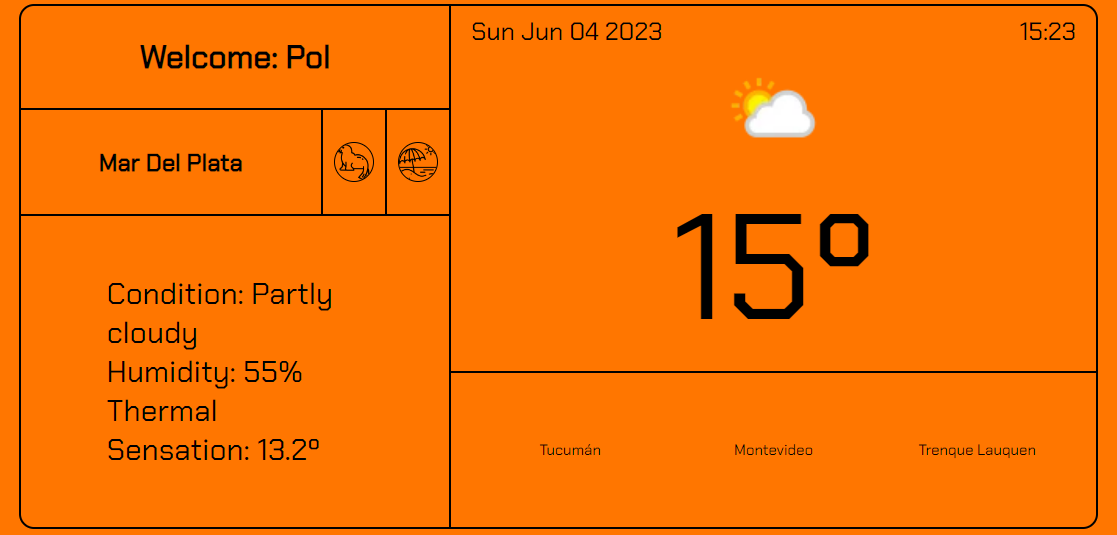 Welcome: Pol
Mar Del Plata
Condition: Partly
cloudy
Humidity: 55%
Thermal
Sensation: 13.2º
Sun Jun 04 2023
15:23
15º
Tucumán
Montevideo
Trenque Lauquen